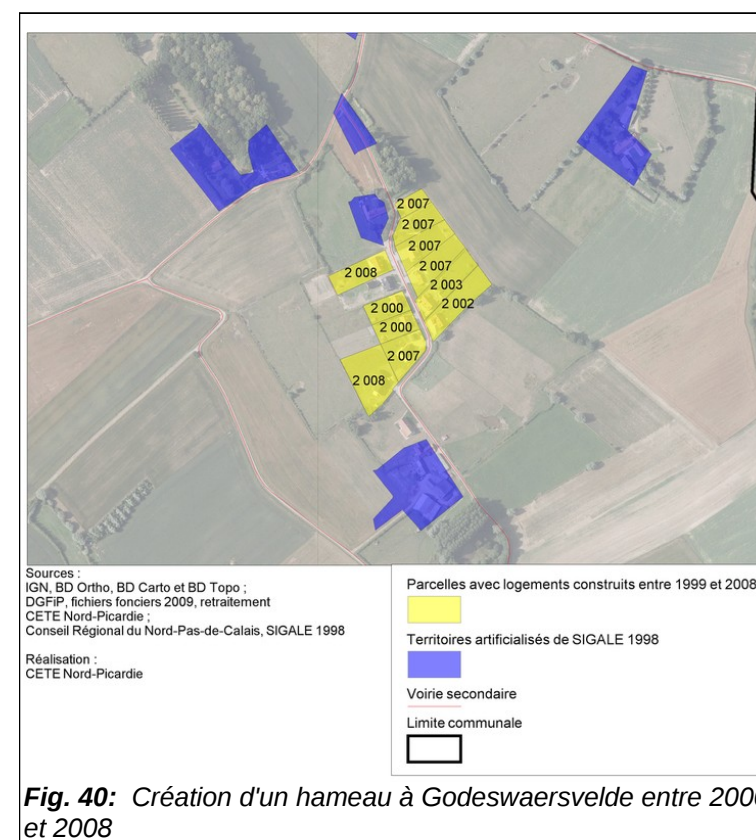 2 007
2 007
2 007
2 007
2 008
2 003
2 002
2 000
2 000
2 007
2 008
Sources :
IGN, BD Ortho, BD Carto et BD Topo ;
DGFiP, fichiers fonciers 2009, retraitement
CETE Nord-Picardie ;
Conseil Régional du Nord-Pas-de-Calais, SIGALE 1998
Réalisation :
CETE Nord-Picardie
Parcelles avec logements construits entre 1999 et 2008
Territoires artificialisés de SIGALE 1998
Voirie secondaire
Limite communale
Fig. 40: Création d'un hameau à Godeswaersvelde entre
et 2008